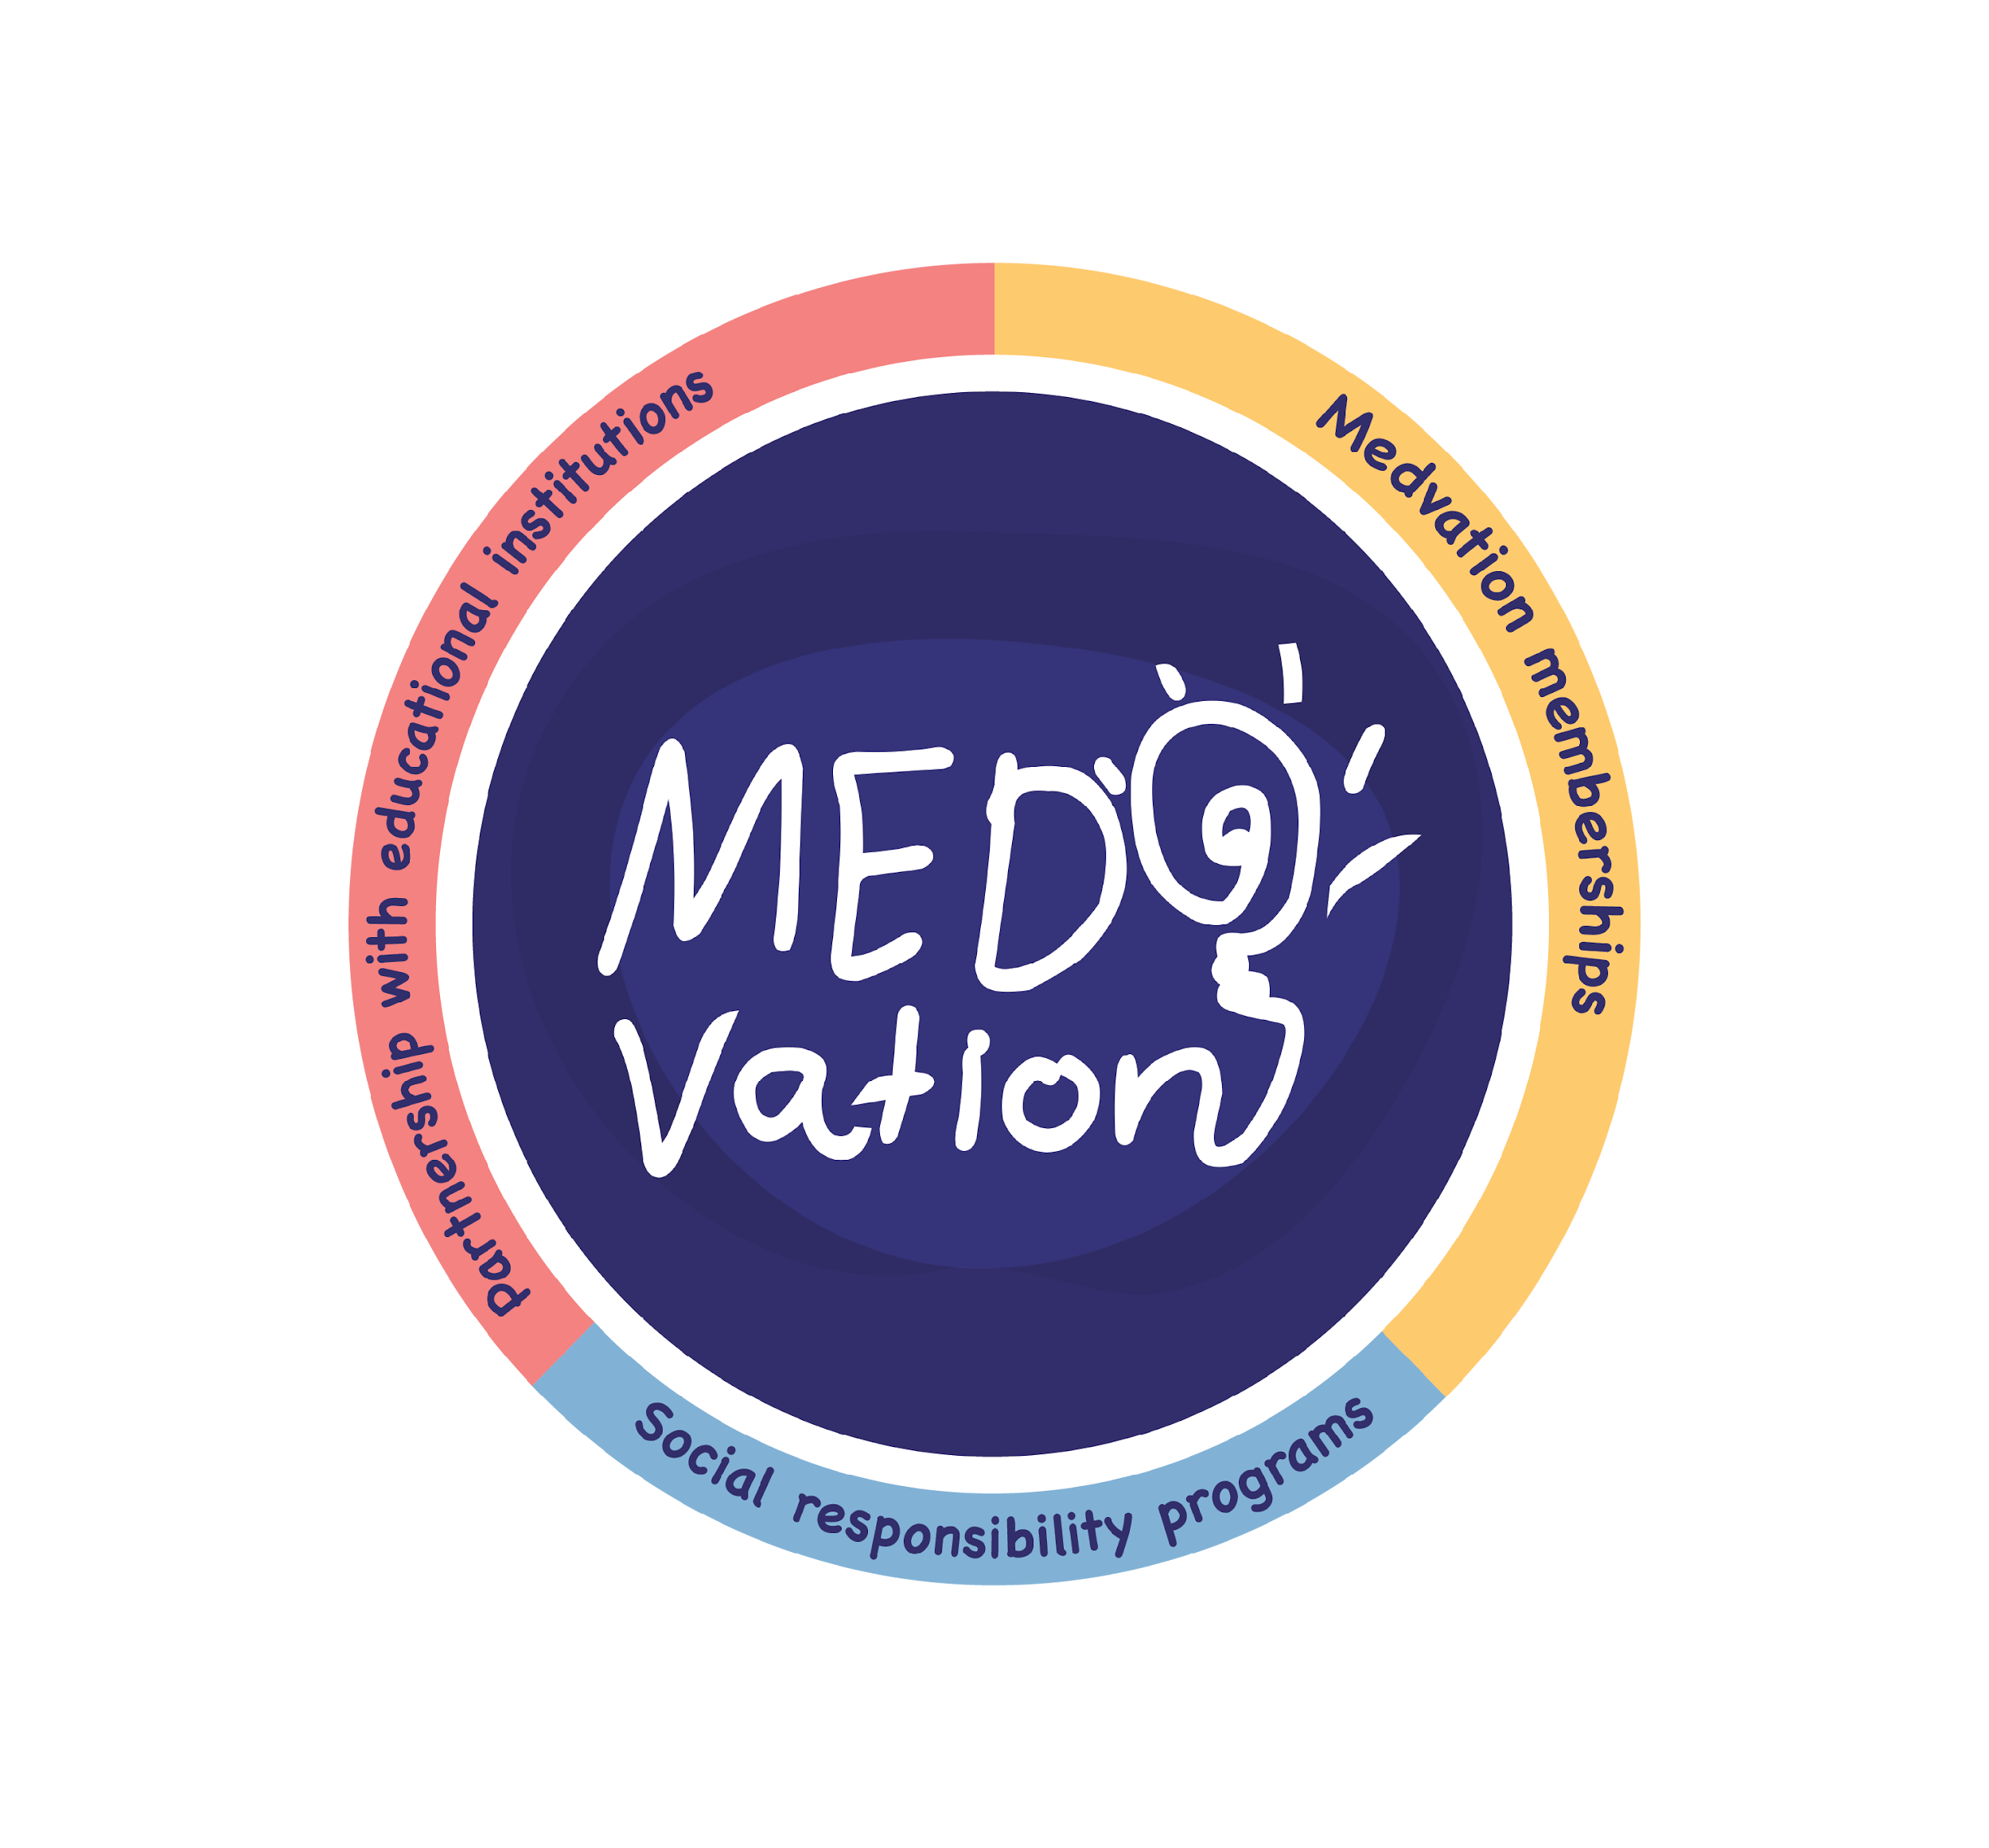 MED
Vation
Partnership with educational institutions
Medvation memberships
Social responsibility programs